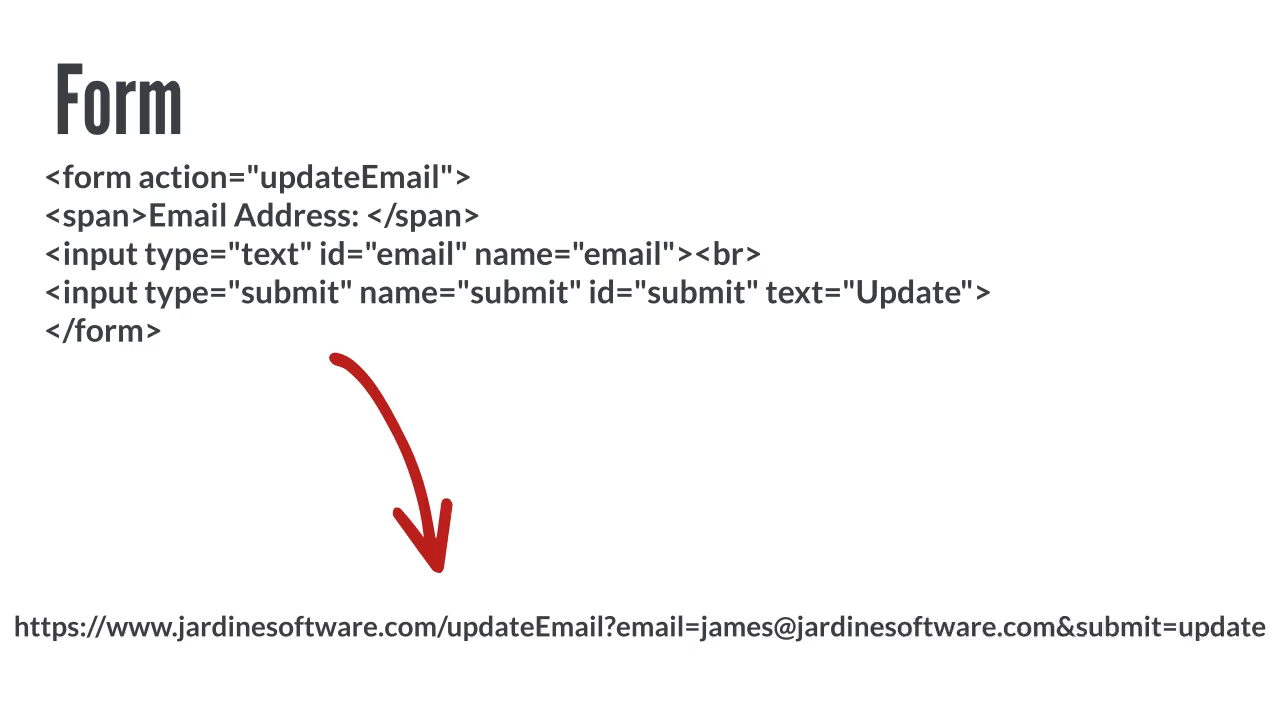 Form
<form action="updateEmail">
<span>Email Address: </span>
<input type="text" id="email" name="email"><br>
<input type="submit" name="submit" id="submit" text="Update">
</form>
https://www.jardinesoftware.com/updateEmail?email=james@jardinesoftware.com&submit=update